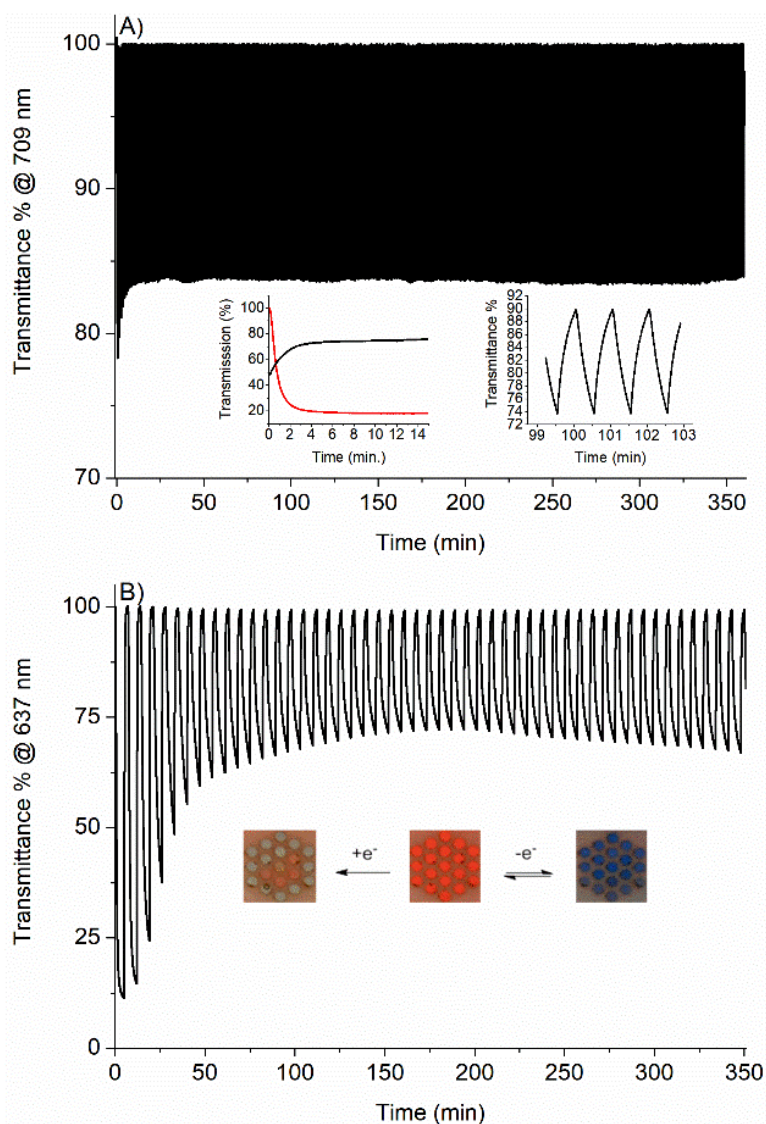 A)
Transmittance % @ 709 nm
100
90
80
70
Transmisssion (%)
100
80
60
40
20
0 2 4 6 8 10 12 14
Time (min.)
Transmittance %
92
90
88
86
84
82
80
78
76
74
72
99 100 101 102 103
Time (min)
0 50 100 150 200 250 300 350
Time (min)
B)
Transmittance % @ 637 nm
100
75
50
25
0
+e-
-e-
0 50 100 150 200 250 300 350
Time (min)